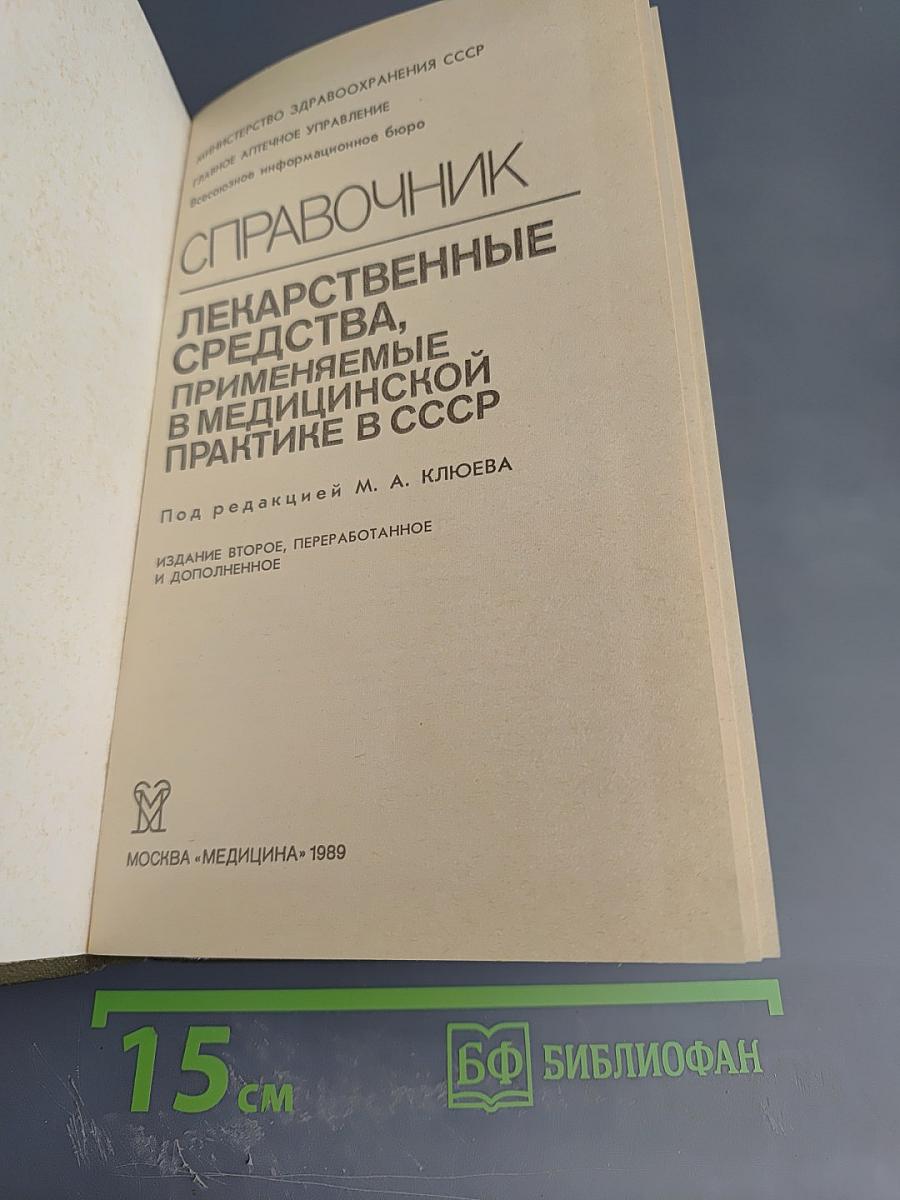 МИНИСТЕРСТВО ЗДРАВООХРАНЕНИЯ СССР
ГЛАВНОЕ АПТЕЧНОЕ УПРАВЛЕНИЕ
Всесоюзное информационное бюро
СПРАВОЧНИК
ЛЕКАРСТВЕННЫЕ
СРЕДСТВА,
ПРИМЕНЯЕМЫЕ
В МЕДИЦИНСКОЙ
ПРАКТИКЕ В СССР
Под редакцией М. А. КЛЮЕВА
ИЗДАНИЕ ВТОРОЕ, ПЕРЕРАБОТАННОЕ
И ДОПОЛНЕННОЕ
М
МОСКВА «МЕДИЦИНА» 1989
15 см
БФ БИБЛИОФАН